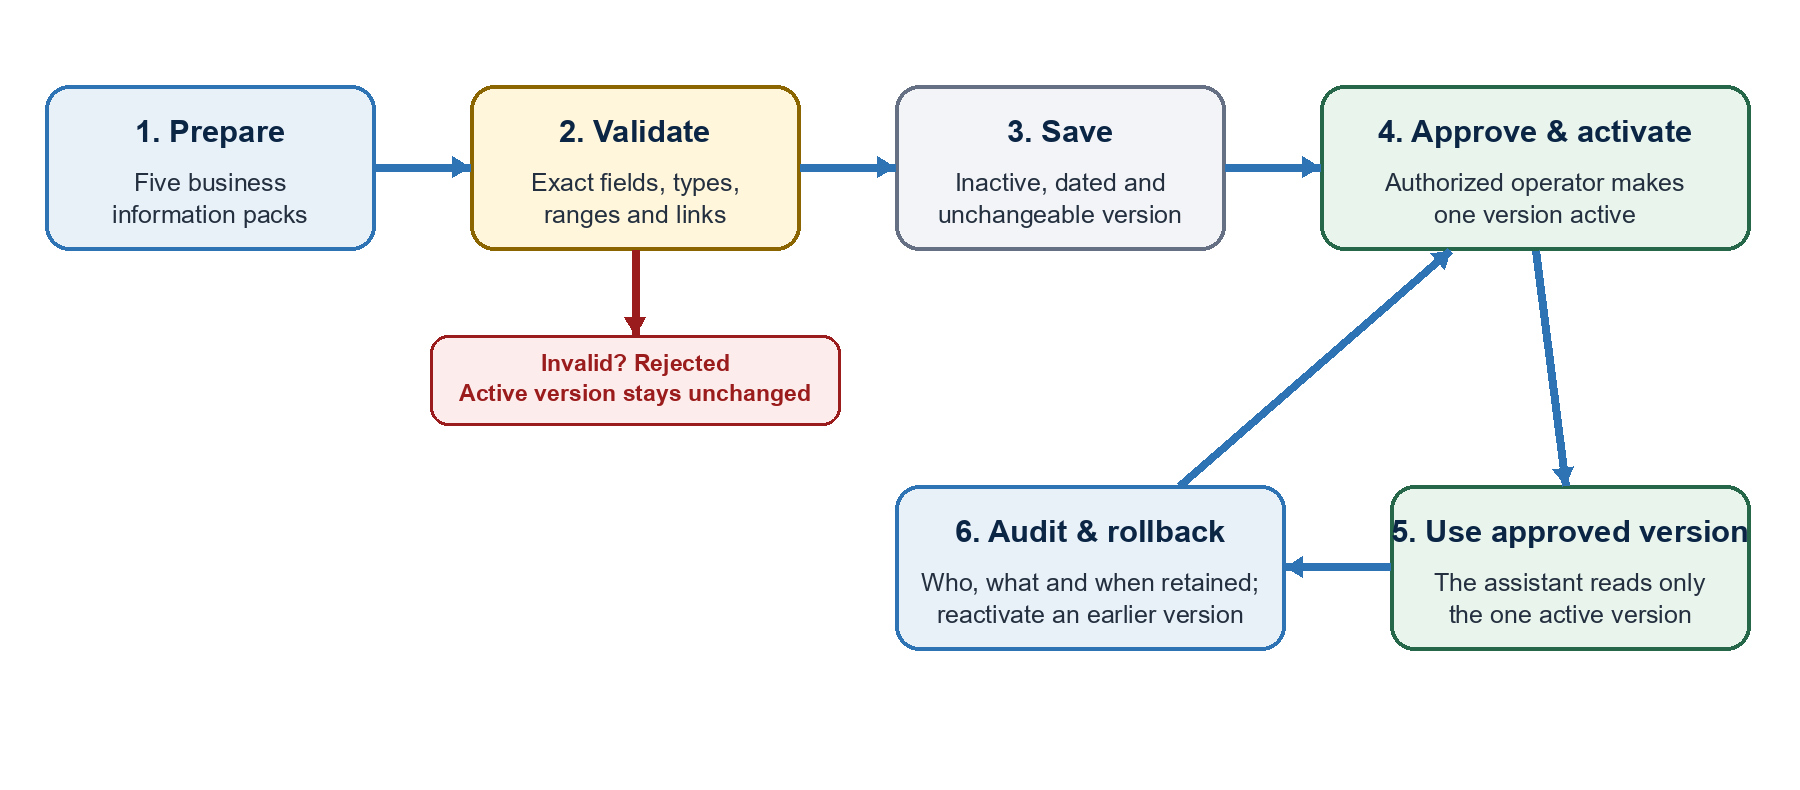 1. Prepare
Five business
information packs
2. Validate
Exact fields, types,
ranges and links
3. Save
Inactive, dated and
unchangeable version
4. Approve & activate
Authorized operator makes
one version active
Invalid? Rejected
Active version stays unchanged
5. Use approved version
The assistant reads only
the one active version
6. Audit & rollback
Who, what and when retained;
reactivate an earlier version